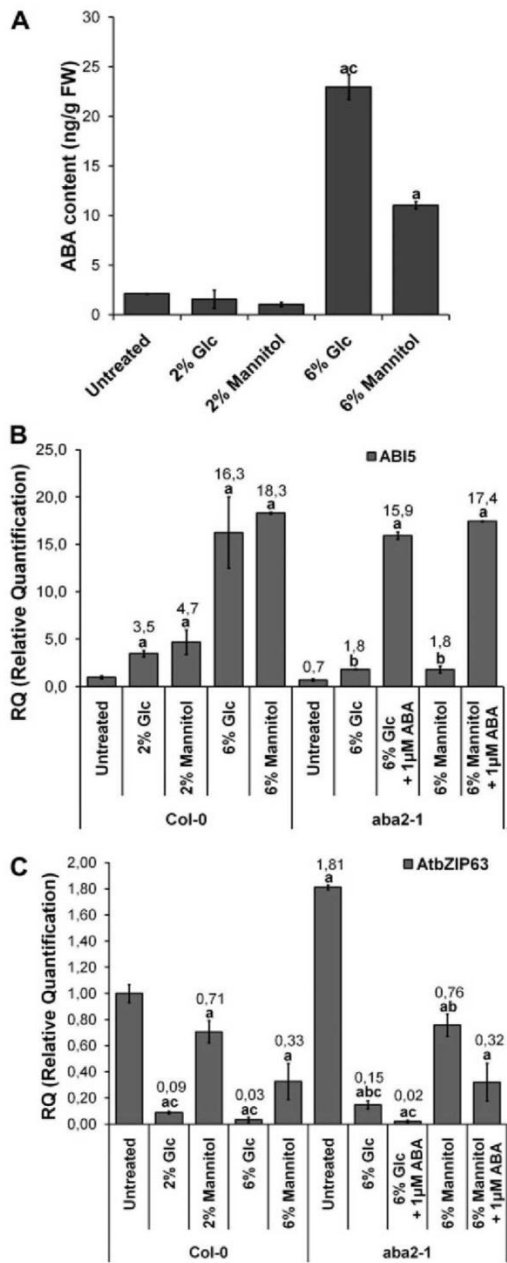 A
ABA content (ng/g FW)
30
25
20
15
10
5
0
ac
a
Untreated
2% Glc
2% Mannitol
6% Glc
6% Mannitol
B
RQ (Relative Quantification)
25,0
20,0
15,0
10,0
5,0
0,0
ABI5
3,5
a
4,7
a
16,3
a
18,3
a
0,7
1,8
b
15,9
a
1,8
b
17,4
a
Untreated
2% Glc
2% Mannitol
6% Glc
6% Mannitol
Untreated
6% Glc
6% Glc
+ 1µM ABA
6% Mannitol
6% Mannitol
+ 1µM ABA
Col-0
aba2-1
C
RQ (Relative Quantification)
2,00
1,80
1,60
1,40
1,20
1,00
0,80
0,60
0,40
0,20
0,00
AtbZIP63
0,09
ac
0,71
a
0,03
ac
0,33
a
1,81
a
0,15
abc
0,02
ac
0,76
ab
0,32
a
Untreated
2% Glc
2% Mannitol
6% Glc
6% Mannitol
Untreated
6% Glc
6% Glc
+ 1µM ABA
6% Mannitol
6% Mannitol
+ 1µM ABA
Col-0
aba2-1